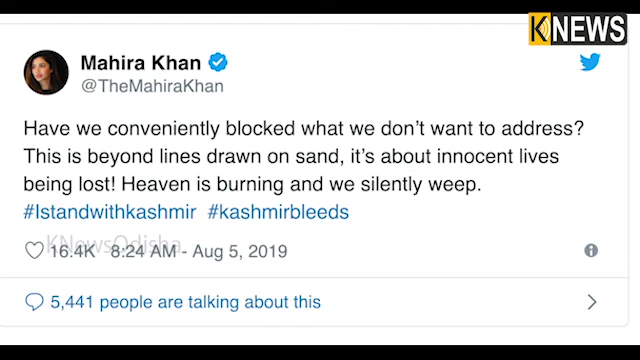 KNEWS
Mahira Khan
@TheMahiraKhan
Have we conveniently blocked what we don't want to address?
This is beyond lines drawn on sand, it's about innocent lives
being lost! Heaven is burning and we silently weep.
#Istandwithkashmir #kashmirbleeds
KNewsOdisha
16.4K 8:24 AM - Aug 5, 2019
5,441 people are talking about this